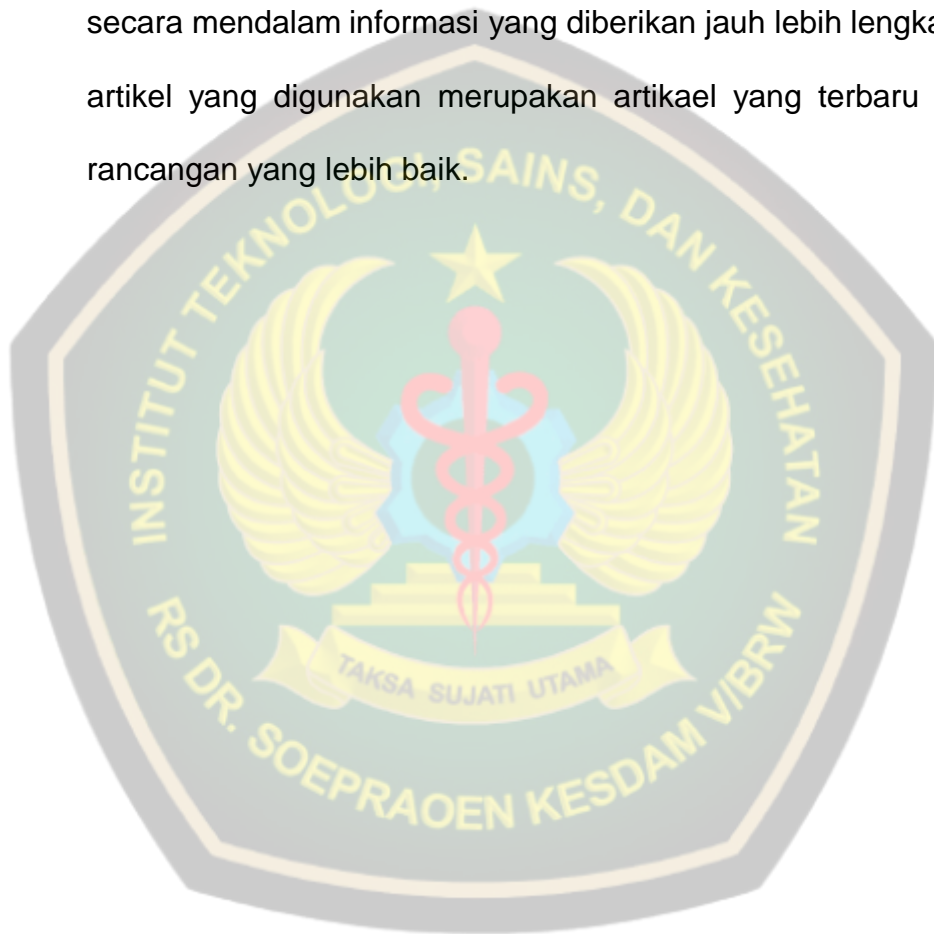 secara mendalam informasi yang diberikan jauh lebih lengka
artikel yang digunakan merupakan artikael yang terbaru
rancangan yang lebih baik.
INSTITUT TEKNOLOGI, SAINS, DAN KESEHATAN
TAKSA SUJATI UTAMA
RS DR. SOEPRAOEN KESDAM V/BRW